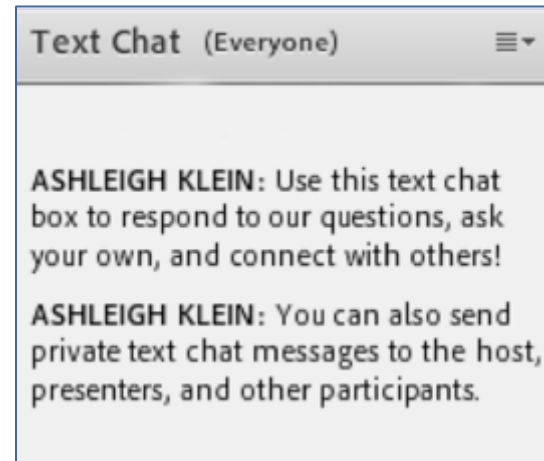 Text Chat (Everyone)
ASHLEIGH KLEIN: Use this text chat
box to respond to our questions, ask
your own, and connect with others!
ASHLEIGH KLEIN: You can also send
private text chat messages to the host,
presenters, and other participants.